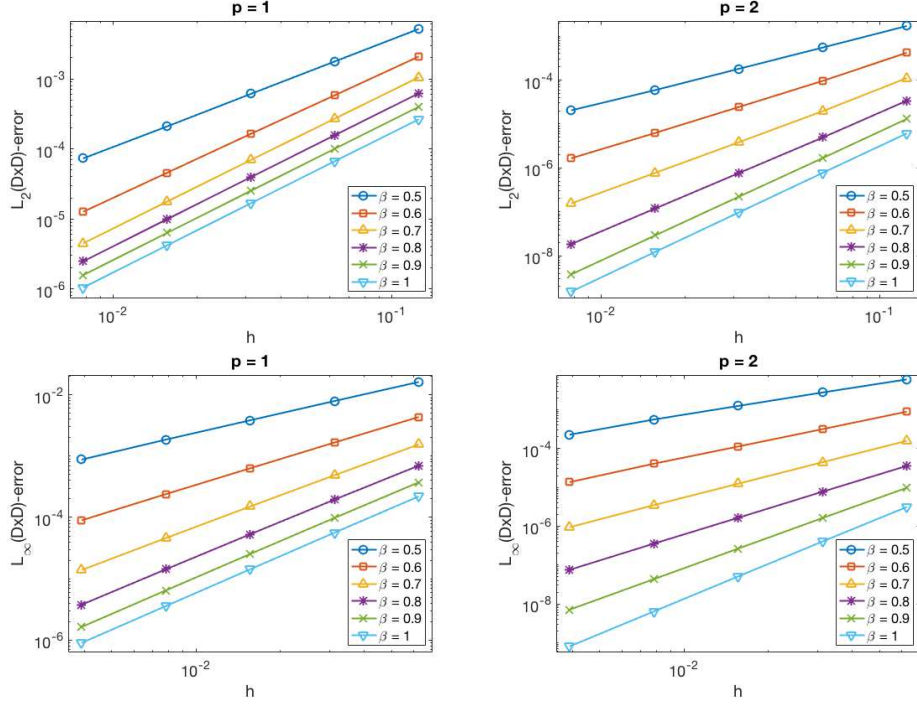 p = 1
L₂(DxD)-error
10⁻³
10⁻⁴
10⁻⁵
10⁻⁶
β = 0.5
β = 0.6
β = 0.7
β = 0.8
β = 0.9
β = 1
10⁻²
10⁻¹
h
p = 2
L₂(DxD)-error
10⁻⁴
10⁻⁶
10⁻⁸
β = 0.5
β = 0.6
β = 0.7
β = 0.8
β = 0.9
β = 1
10⁻²
10⁻¹
h
p = 1
L∞(DxD)-error
10⁻²
10⁻⁴
10⁻⁶
β = 0.5
β = 0.6
β = 0.7
β = 0.8
β = 0.9
β = 1
10⁻²
h
p = 2
L∞(DxD)-error
10⁻⁴
10⁻⁶
10⁻⁸
β = 0.5
β = 0.6
β = 0.7
β = 0.8
β = 0.9
β = 1
10⁻²
h